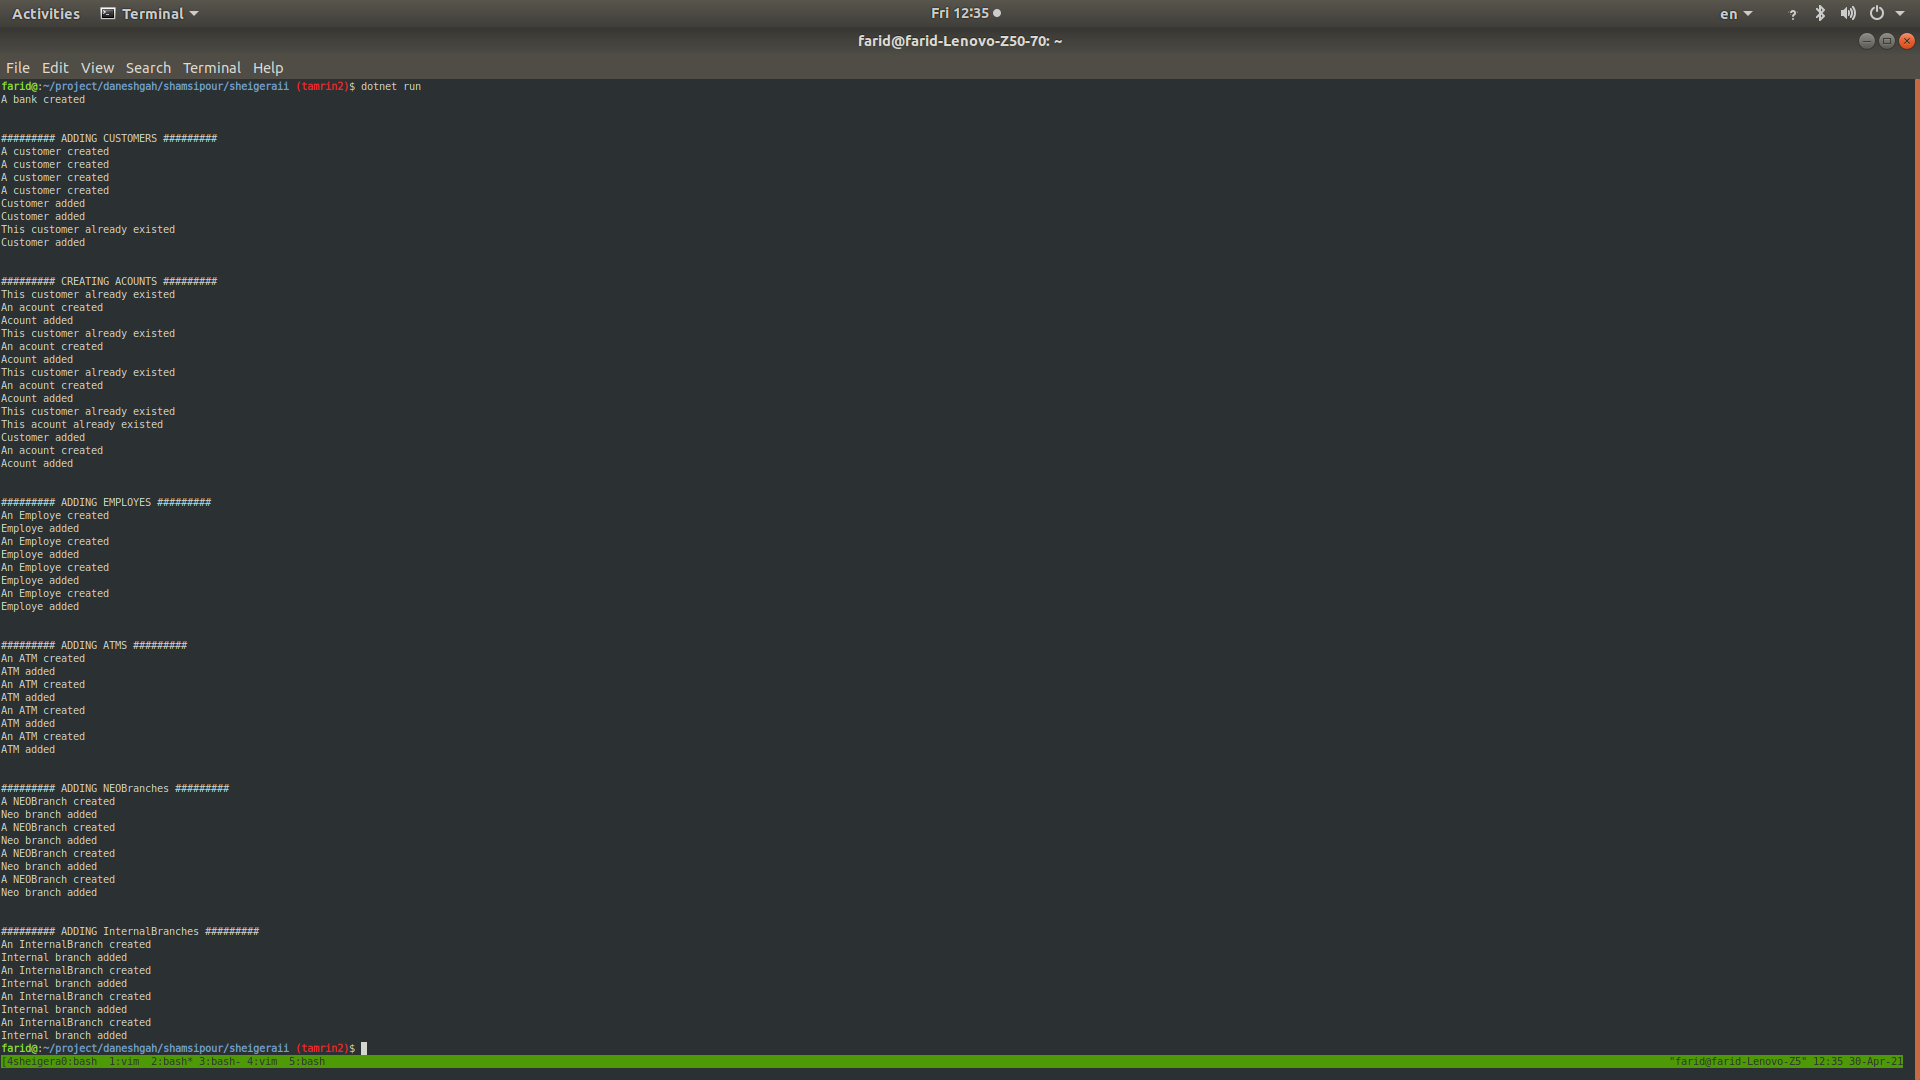 Activities Terminal Fri 12:35 en ?
farid@farid-Lenovo-Z50-70: ~
File Edit View Search Terminal Help
farid@:~/project/daneshgah/shamsipour/sheigeraii (tamrin2)$ dotnet run
A bank created
######### ADDING CUSTOMERS #########
A customer created
A customer created
A customer created
A customer created
Customer added
Customer added
This customer already existed
Customer added
######### CREATING ACOUNTS #########
This customer already existed
An acount created
Acount added
This customer already existed
An acount created
Acount added
This customer already existed
An acount created
Acount added
This customer already existed
This acount already existed
Customer added
An acount created
Acount added
######### ADDING EMPLOYES #########
An Employe created
Employe added
An Employe created
Employe added
An Employe created
Employe added
An Employe created
Employe added
######### ADDING ATMS #########
An ATM created
ATM added
An ATM created
ATM added
An ATM created
ATM added
An ATM created
ATM added
######### ADDING NEOBranches #########
A NEOBranch created
Neo branch added
A NEOBranch created
Neo branch added
A NEOBranch created
Neo branch added
A NEOBranch created
Neo branch added
######### ADDING InternalBranches #########
An InternalBranch created
Internal branch added
An InternalBranch created
Internal branch added
An InternalBranch created
Internal branch added
An InternalBranch created
Internal branch added
farid@:~/project/daneshgah/shamsipour/sheigeraii (tamrin2)$
[4sheigera0:bash 1:vim 2:bash* 3:bash- 4:vim 5:bash "farid@farid-Lenovo-Z5" 12:35 30-Apr-21